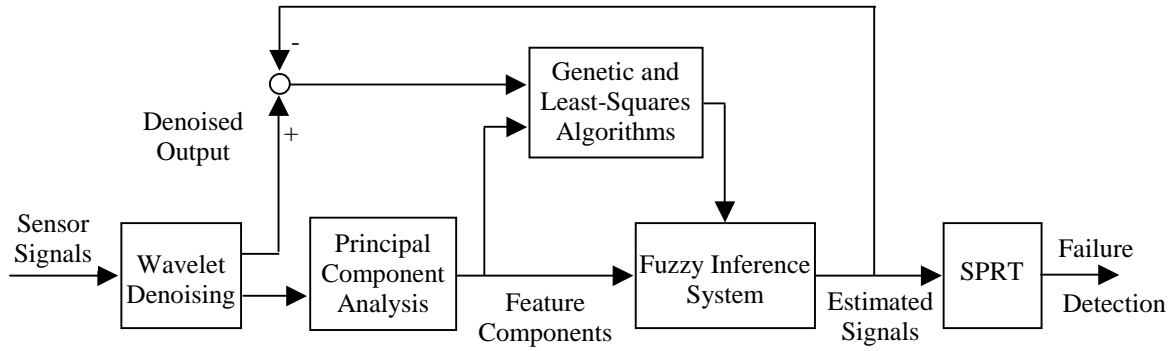 -
Genetic and
Least-Squares
Algorithms
Denoised
Output
+
Sensor
Signals
Wavelet
Denoising
Principal
Component
Analysis
Feature
Components
Fuzzy Inference
System
Estimated
Signals
SPRT
Failure
Detection